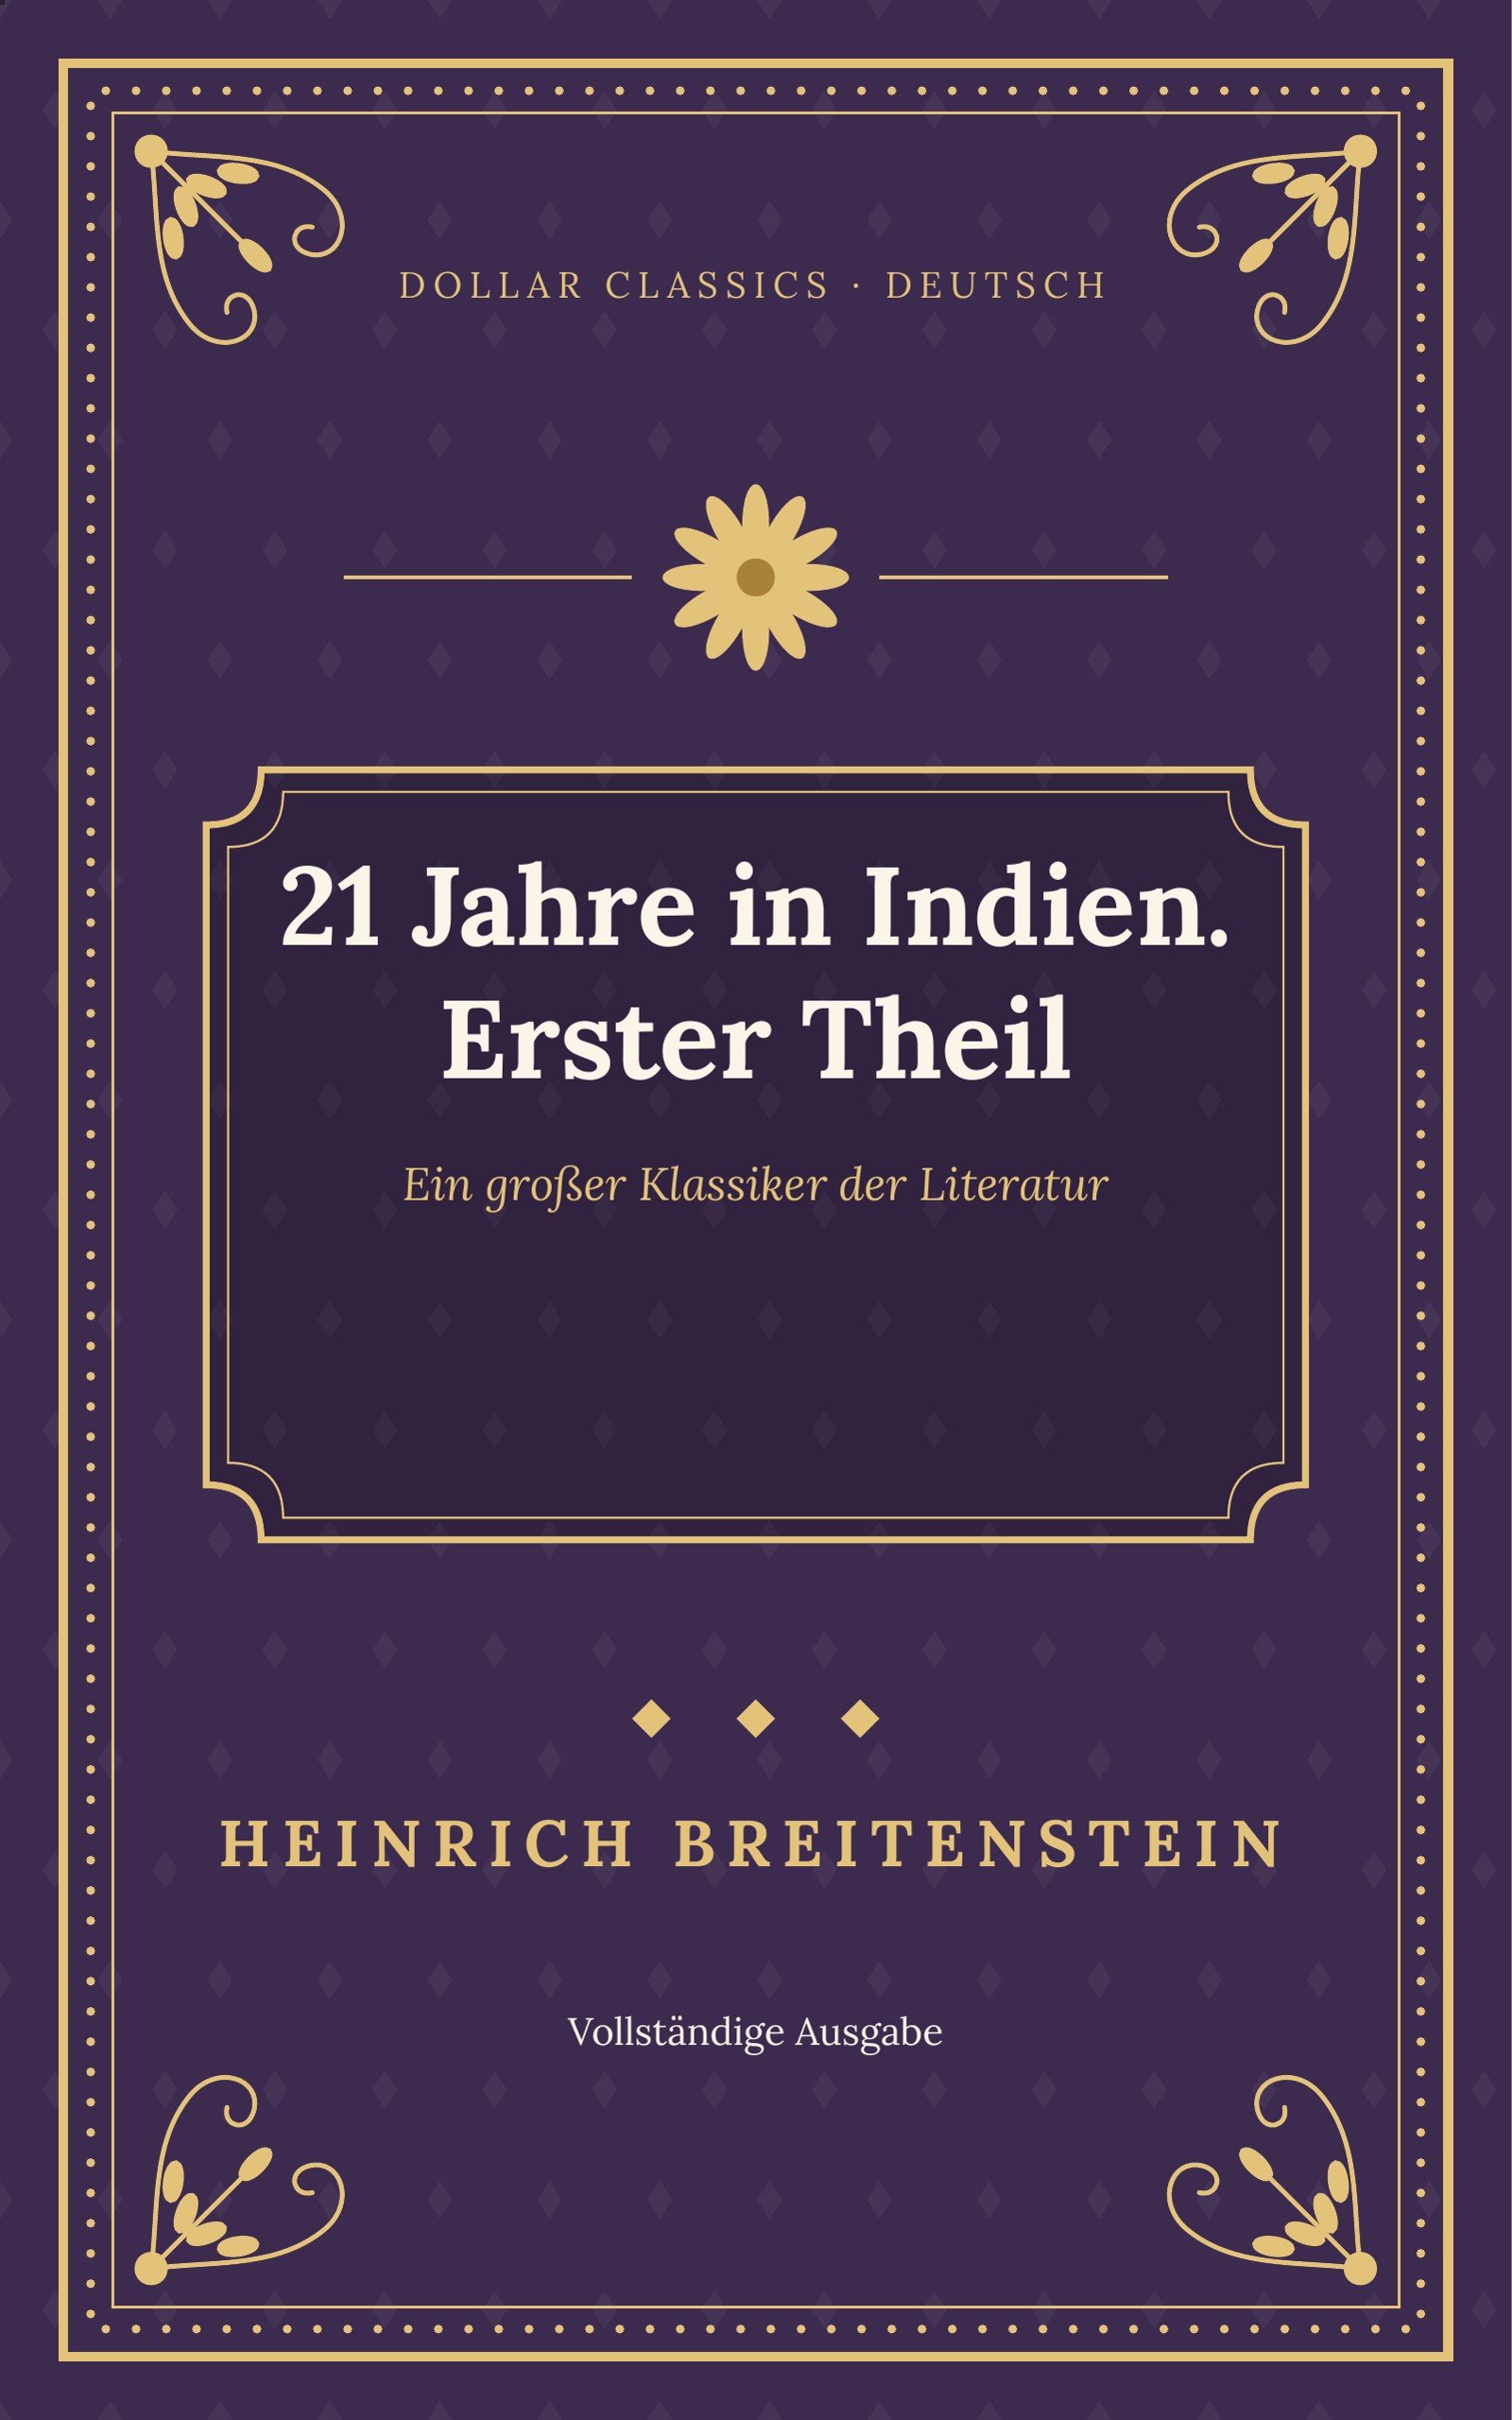 DOLLAR CLASSICS · DEUTSCH
21 Jahre in Indien.
Erster Theil
Ein großer Klassiker der Literatur
HEINRICH BREITENSTEIN
Vollständige Ausgabe